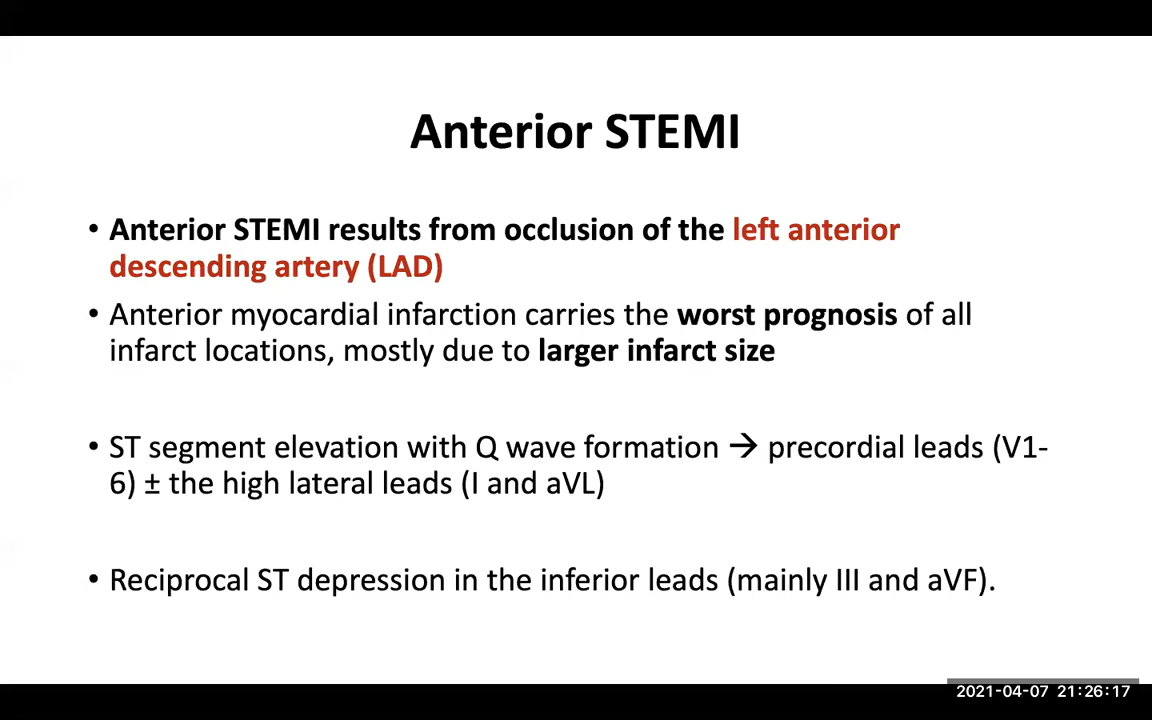 Anterior STEMI
• Anterior STEMI results from occlusion of the left anterior
descending artery (LAD)
• Anterior myocardial infarction carries the worst prognosis of all
infarct locations, mostly due to larger infarct size
• ST segment elevation with Q wave formation → precordial leads (V1-
6) ± the high lateral leads (I and aVL)
• Reciprocal ST depression in the inferior leads (mainly III and aVF).
2021-04-07 21:26:17